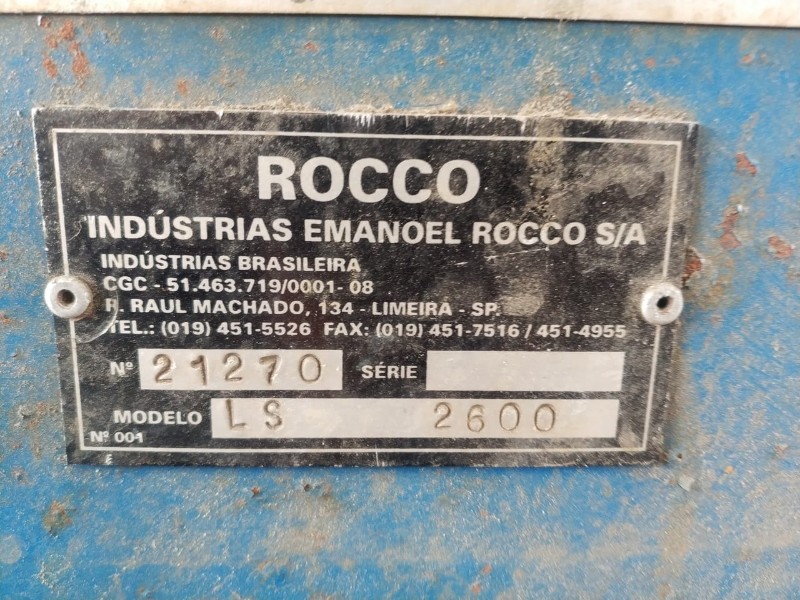 ROCCO
INDÚSTRIAS EMANOEL ROCCO S/A
INDÚSTRIAS BRASILEIRA
CGC - 51.463.719/0001-08
R. RAUL MACHADO, 134 - LIMEIRA - SP.
TEL.: (019) 451-5526 FAX: (019) 451-7516 / 451-4955
Nº 21270 SÉRIE
MODELO LS 2600
Nº 001